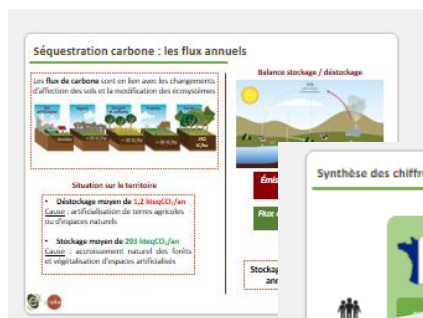 Séquestration carbone : les flux annuels
Les flux de carbone sont en lien avec les changements
d'affection des sols et la modification des écosystèmes
Balance stockage / déstockage
Situation sur le territoire
• Déstockage moyen de 1,2 kteqCO₂/an
Cause : artificialisation de terres agricoles
ou d'espaces naturels
• Stockage moyen de 293 kteqCO₂/an
Cause : accroissement naturel des forêts
et végétalisation d'espaces artificialisés
Émis
Flux
Stockag
ann
Synthèse des chiffr